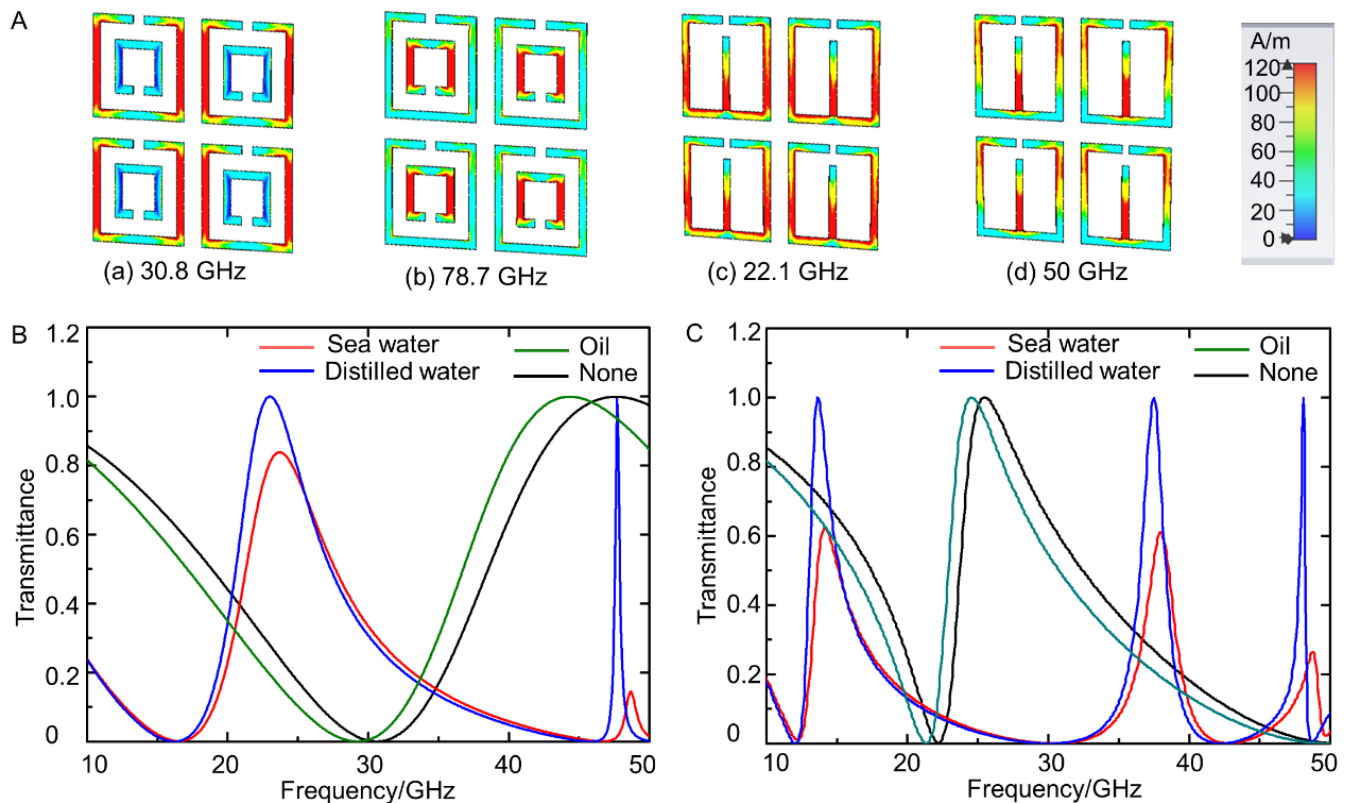 A
A/m
120
100
80
60
40
20
0
(a) 30.8 GHz
(b) 78.7 GHz
(c) 22.1 GHz
(d) 50 GHz
B
1.2
1.0
0.8
0.6
0.4
0.2
0
Transmittance
Sea water
Oil
Distilled water
None
10
20
30
40
50
Frequency/GHz
C
1.2
1.0
0.8
0.6
0.4
0.2
0
Transmittance
Sea water
Oil
Distilled water
None
10
20
30
40
50
Frequency/GHz